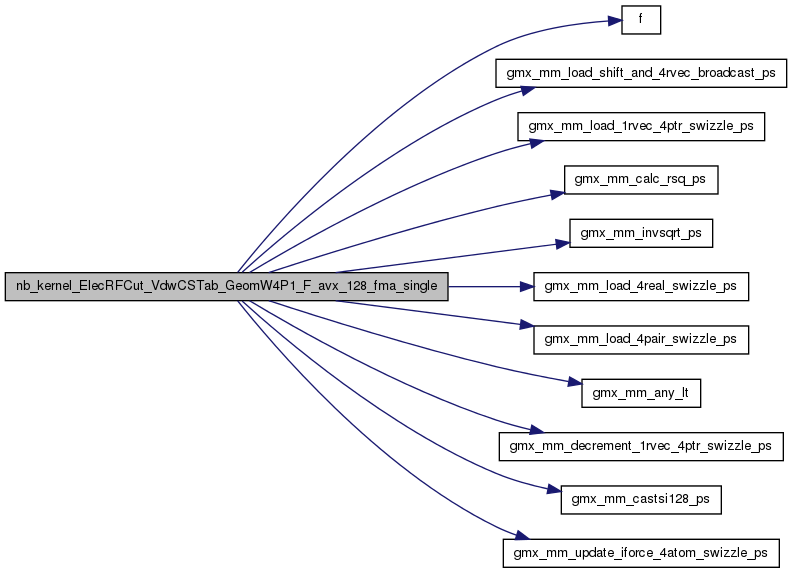 f
gmx_mm_load_shift_and_4rvec_broadcast_ps
gmx_mm_load_1rvec_4ptr_swizzle_ps
gmx_mm_calc_rsq_ps
gmx_mm_invsqrt_ps
nb_kernel_ElecRFCut_VdwCSTab_GeomW4P1_F_avx_128_fma_single
gmx_mm_load_4real_swizzle_ps
gmx_mm_load_4pair_swizzle_ps
gmx_mm_any_lt
gmx_mm_decrement_1rvec_4ptr_swizzle_ps
gmx_mm_castsi128_ps
gmx_mm_update_iforce_4atom_swizzle_ps